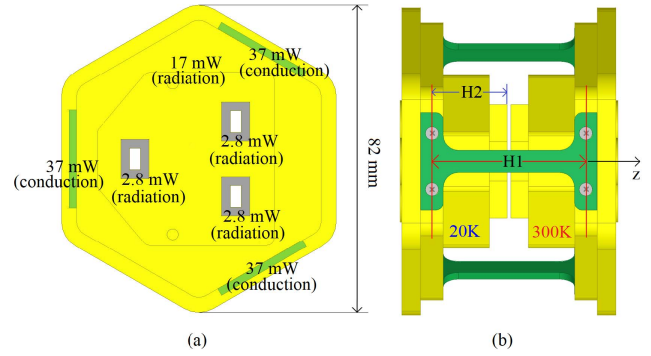 17 mW
(radiation)
37 mW
(conduction)
2.8 mW
(radiation)
37 mW
(conduction)
2.8 mW
(radiation)
2.8 mW
(radiation)
37 mW
(conduction)
82 mm
(a)
H2
H1
z
20K
300K
(b)